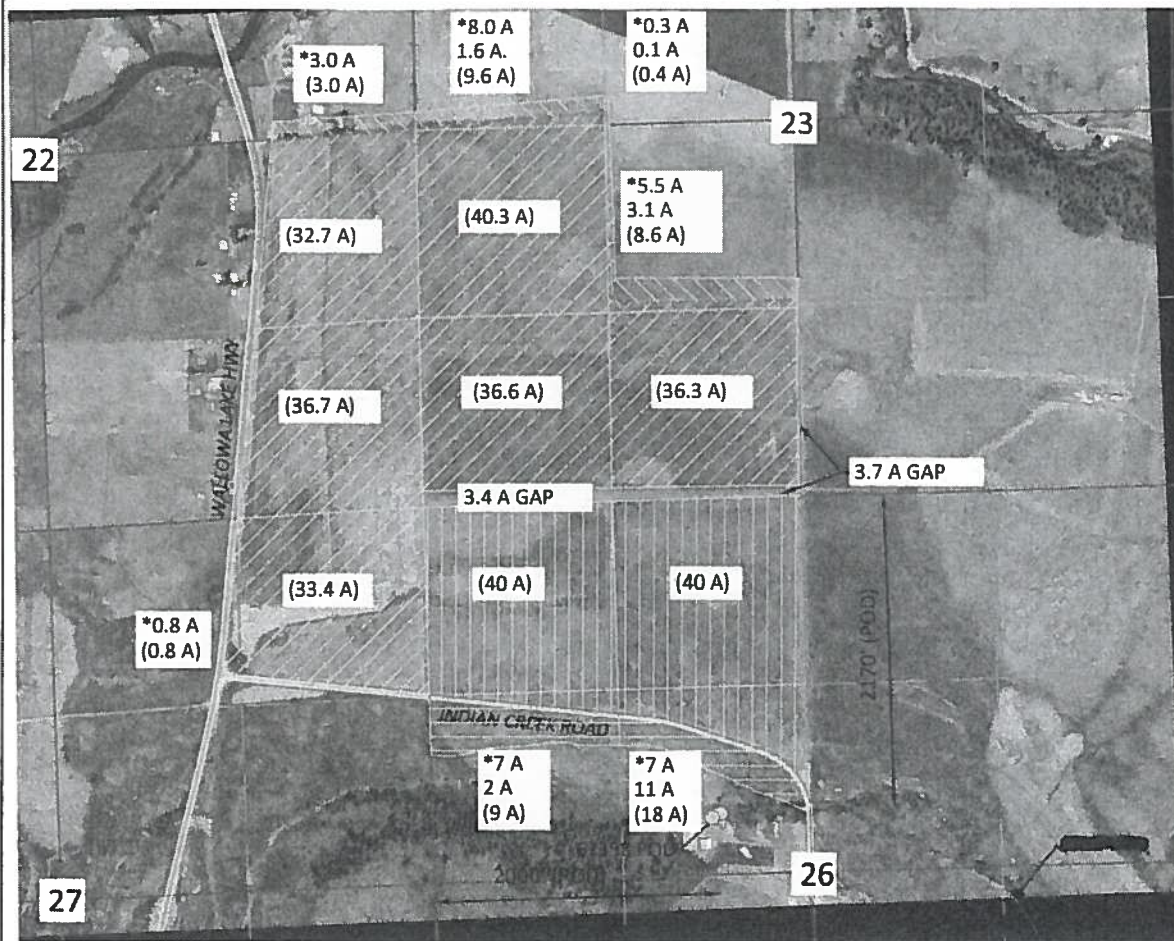 *8.0 A
1.6 A.
(9.6 A)
*0.3 A
0.1 A
(0.4 A)
*3.0 A
(3.0 A)
23
22
*5.5 A
3.1 A
(8.6 A)
(32.7 A)
(40.3 A)
WALLOWA LAKE HWY
(36.7 A)
(36.6 A)
(36.3 A)
3.7 A GAP
3.4 A GAP
(33.4 A)
(40 A)
(40 A)
*0.8 A
(0.8 A)
2170 (POD)
INDIAN CREEK ROAD
*7 A
2 A
(9 A)
*7 A
11 A
(18 A)
POD
2000 (POD)
26
27